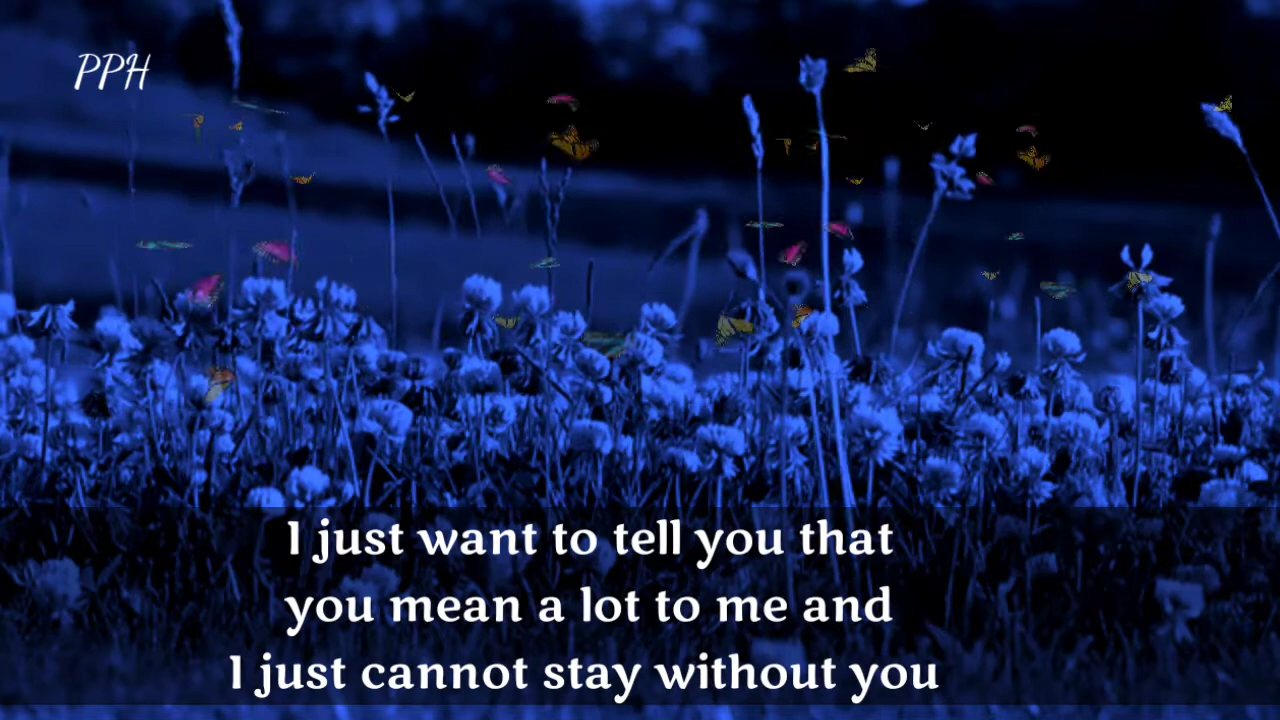 PPH
I just want to tell you that
you mean a lot to me and
I just cannot stay without you